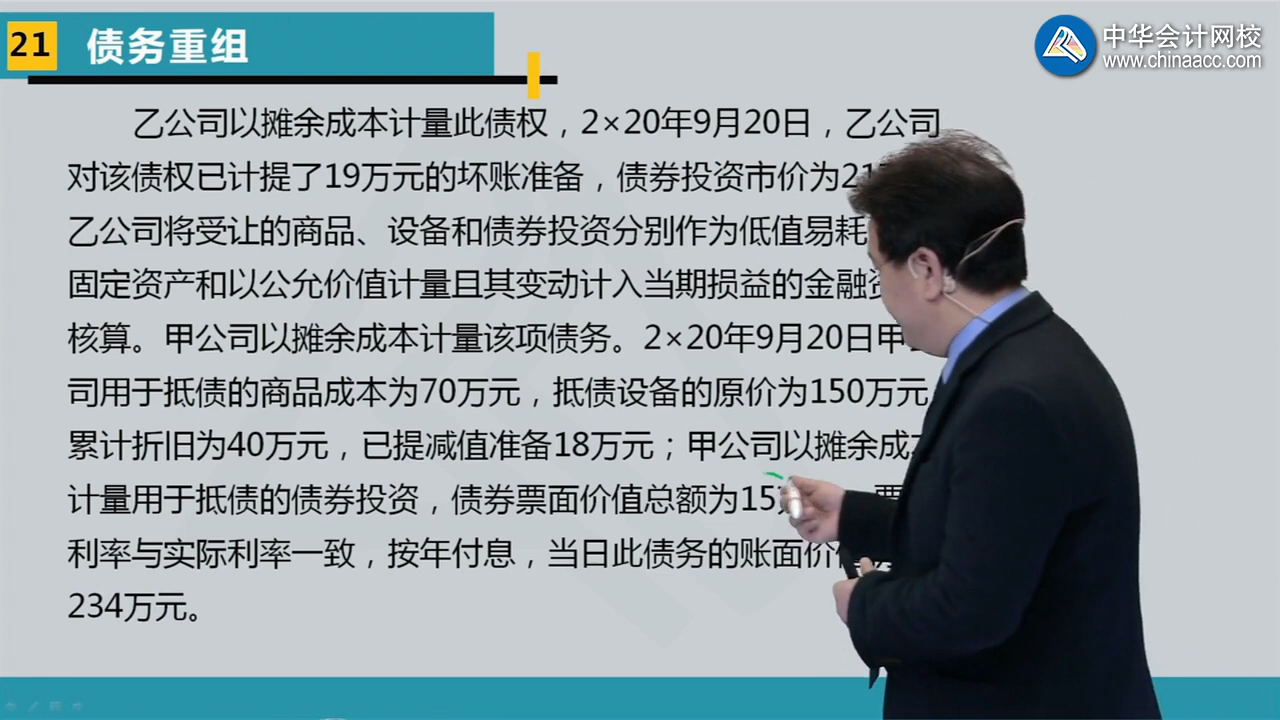 21 债务重组
中华会计网校
www.chinaacc.com
乙公司以摊余成本计量此债权，2×20年9月20日，乙公司
对该债权已计提了19万元的坏账准备，债券投资市价为21
乙公司将受让的商品、设备和债券投资分别作为低值易耗
固定资产和以公允价值计量且其变动计入当期损益的金融资
核算。甲公司以摊余成本计量该项债务。2×20年9月20日甲
司用于抵债的商品成本为70万元，抵债设备的原价为150万元
累计折旧为40万元，已提减值准备18万元；甲公司以摊余成本
计量用于抵债的债券投资，债券票面价值总额为15
利率与实际利率一致，按年付息，当日此债务的账面价值
234万元。